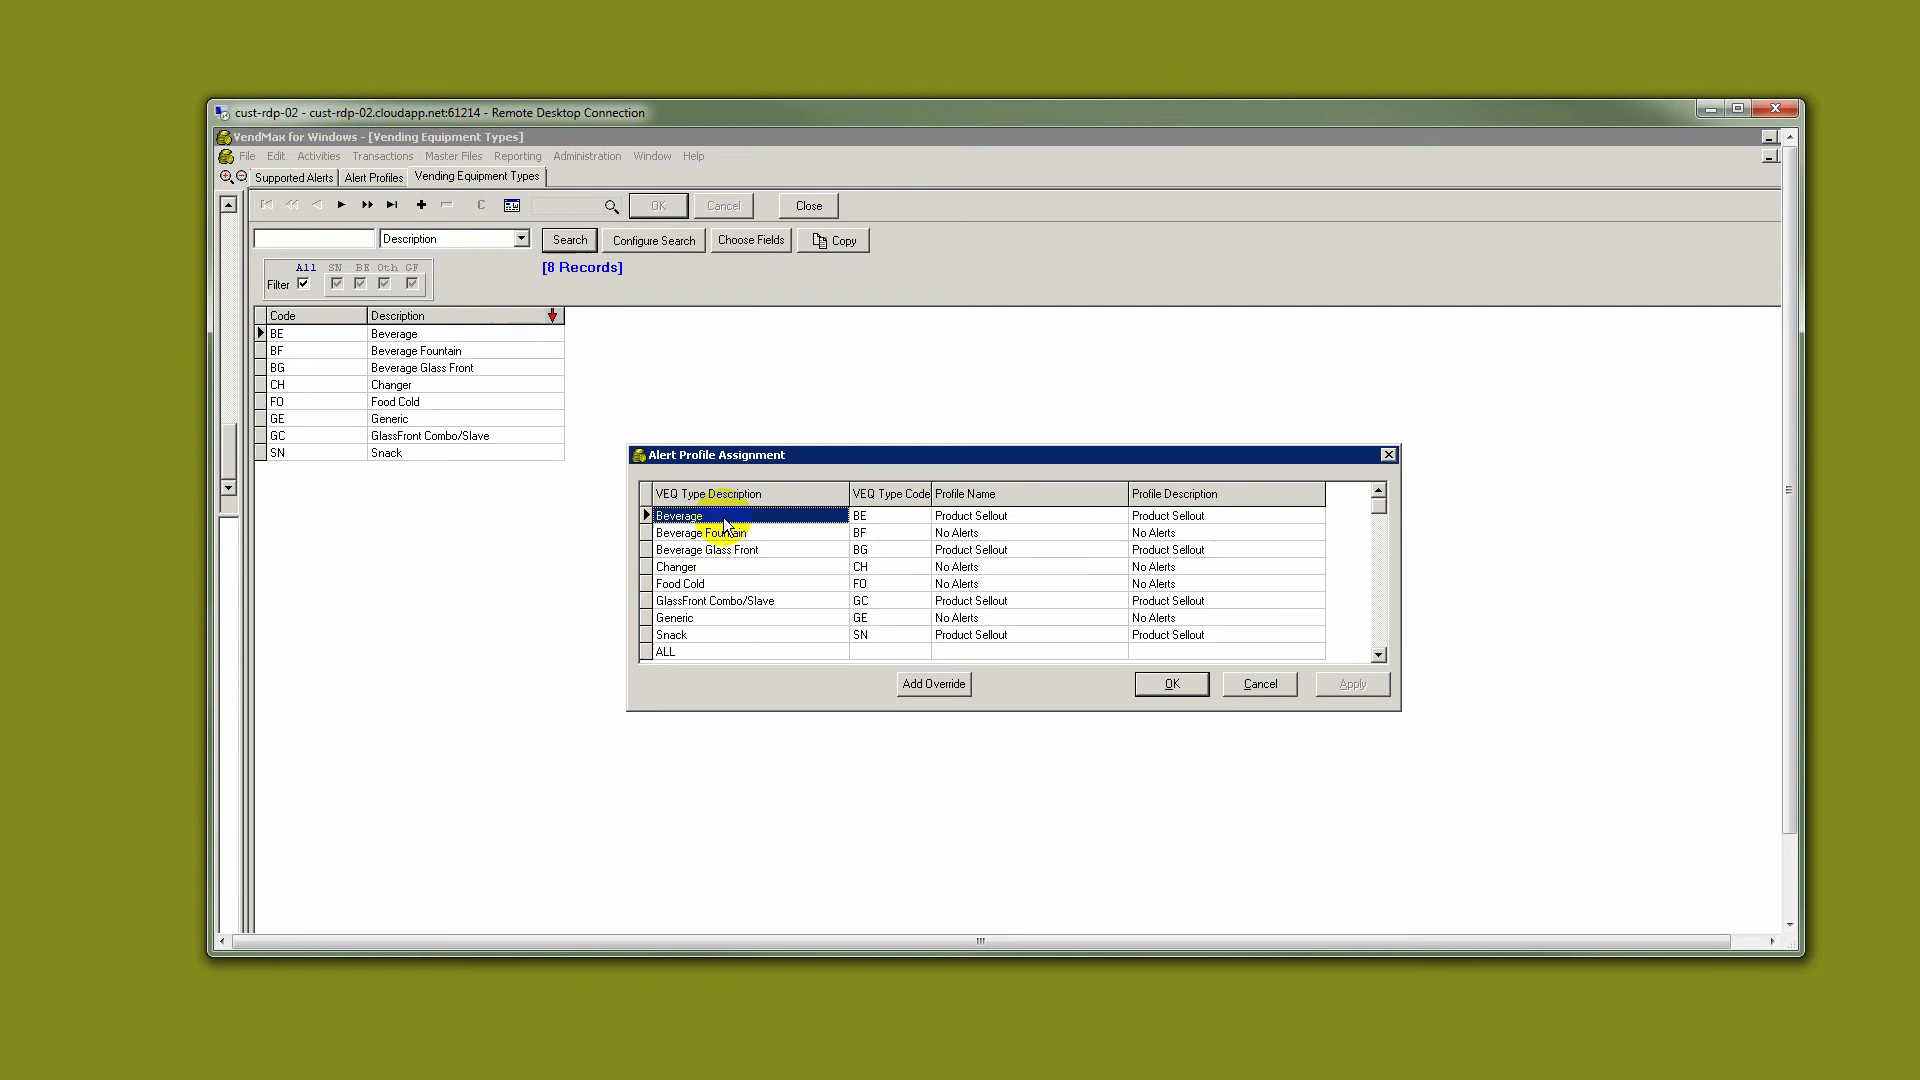 cust-rdp-02 - cust-rdp-02.cloudapp.net:61214 - Remote Desktop Connection
VendMax for Windows - [Vending Equipment Types]
File Edit Activities Transactions Master Files Reporting Administration Window Help
Supported Alerts Alert Profiles Vending Equipment Types
C OK Cancel Close
Description Search Configure Search Choose Fields Copy
All SN BE Oth GF
[8 Records]
Filter
Code Description
BE Beverage
BF Beverage Fountain
BG Beverage Glass Front
CH Changer
FO Food Cold
GE Generic
GC GlassFront Combo/Slave
SN Snack
Alert Profile Assignment
VEQ Type Description VEQ Type Code Profile Name Profile Description
Beverage BE Product Sellout Product Sellout
Beverage Fountain BF No Alerts No Alerts
Beverage Glass Front BG Product Sellout Product Sellout
Changer CH No Alerts No Alerts
Food Cold FO No Alerts No Alerts
GlassFront Combo/Slave GC Product Sellout Product Sellout
Generic GE No Alerts No Alerts
Snack SN Product Sellout Product Sellout
ALL
Add Override OK Cancel Apply